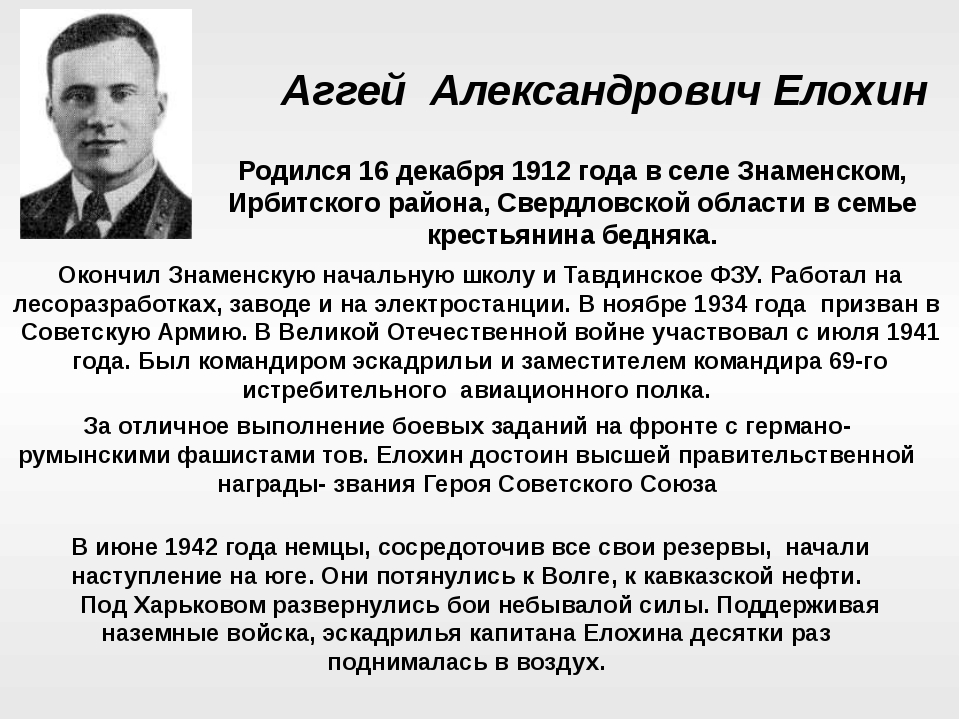 Аггей  Александрович Елохин
Родился 16 декабря 1912 года в селе Знаменском,
Ирбитского района, Свердловской области в семье
крестьянина бедняка.
Окончил Знаменскую начальную школу и Тавдинское ФЗУ. Работал на
лесоразработках, заводе и на электростанции. В ноябре 1934 года  призван в
Советскую Армию. В Великой Отечественной войне участвовал с июля 1941
года. Был командиром эскадрильи и заместителем командира 69-го
истребительного  авиационного полка.
За отличное выполнение боевых заданий на фронте с германо-
румынскими фашистами тов. Елохин достоин высшей правительственной
награды- звания Героя Советского Союза
В июне 1942 года немцы, сосредоточив все свои резервы,  начали
наступление на юге. Они потянулись к Волге, к кавказской нефти.
Под Харьковом развернулись бои небывалой силы. Поддерживая
наземные войска, эскадрилья капитана Елохина десятки раз
поднималась в воздух.